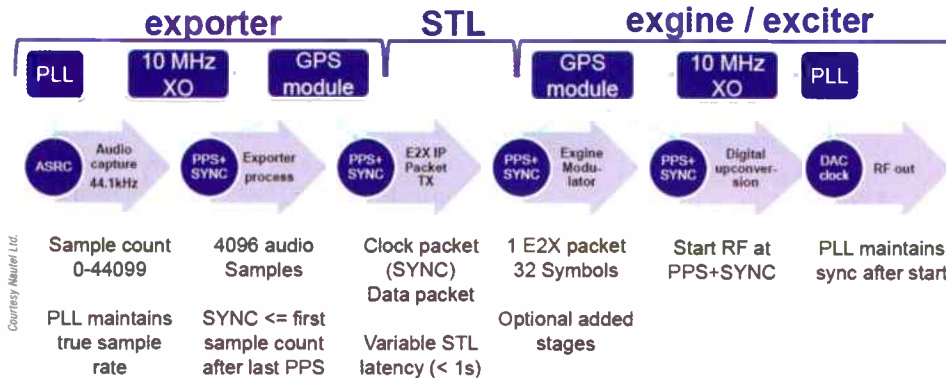 exporter
STL
exgine / exciter
PLL
10 MHz
XO
GPS
module
GPS
module
10 MHz
XO
PLL
ASRC
Audio
capture
44.1kHz
PPS+
SYNC
Exporter
process
PPS+
SYNC
E2X IP
Packet
TX
PPS+
SYNC
Exgine
Modu-
lator
PPS+
SYNC
Digital
upconver-
sion
DAC
clock
RF out
Sample count
0-44099
PLL maintains
true sample
rate
4096 audio
Samples
SYNC <= first
sample count
after last PPS
Clock packet
(SYNC)
Data packet
Variable STL
latency (< 1s)
1 E2X packet
32 Symbols
Optional added
stages
Start RF at
PPS+SYNC
PLL maintains
sync after start
Courtesy Nautel Ltd.